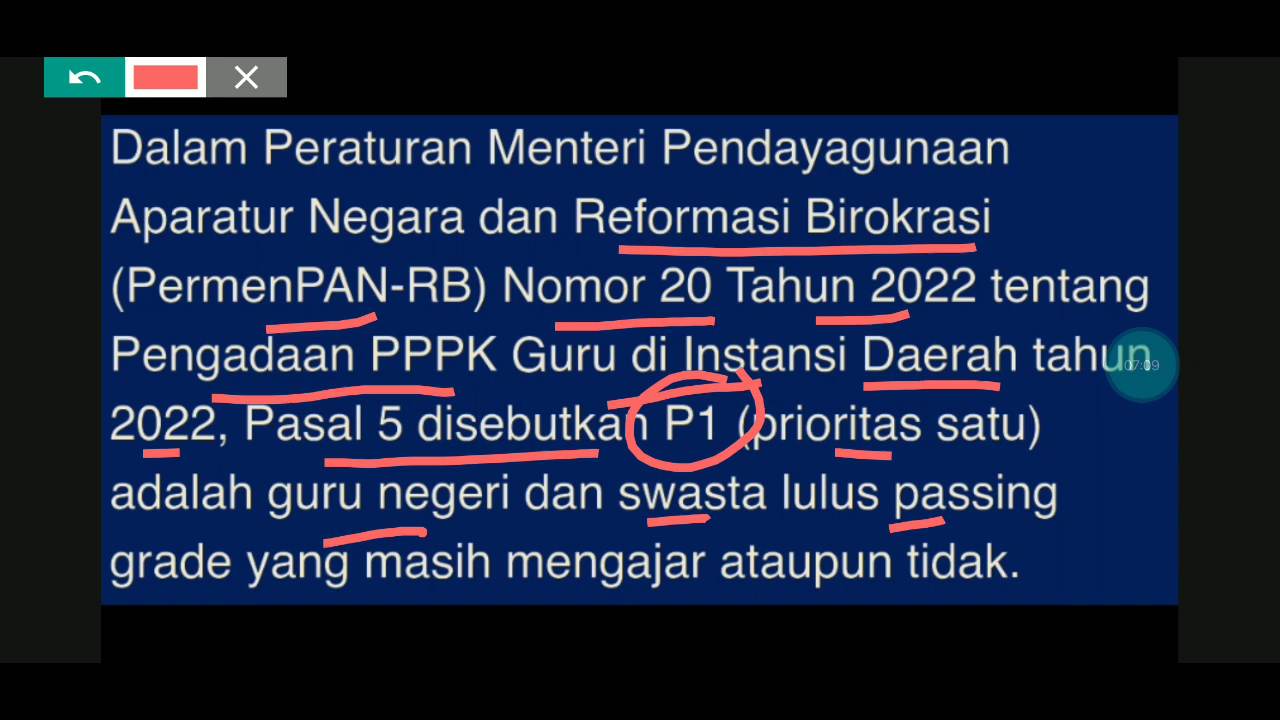 Dalam Peraturan Menteri Pendayagunaan
Aparatur Negara dan Reformasi Birokrasi
(PermenPAN-RB) Nomor 20 Tahun 2022 tentang
Pengadaan PPPK Guru di Instansi Daerah tahun
07:09
2022, Pasal 5 disebutkan P1 (prioritas satu)
adalah guru negeri dan swasta lulus passing
grade yang masih mengajar ataupun tidak.